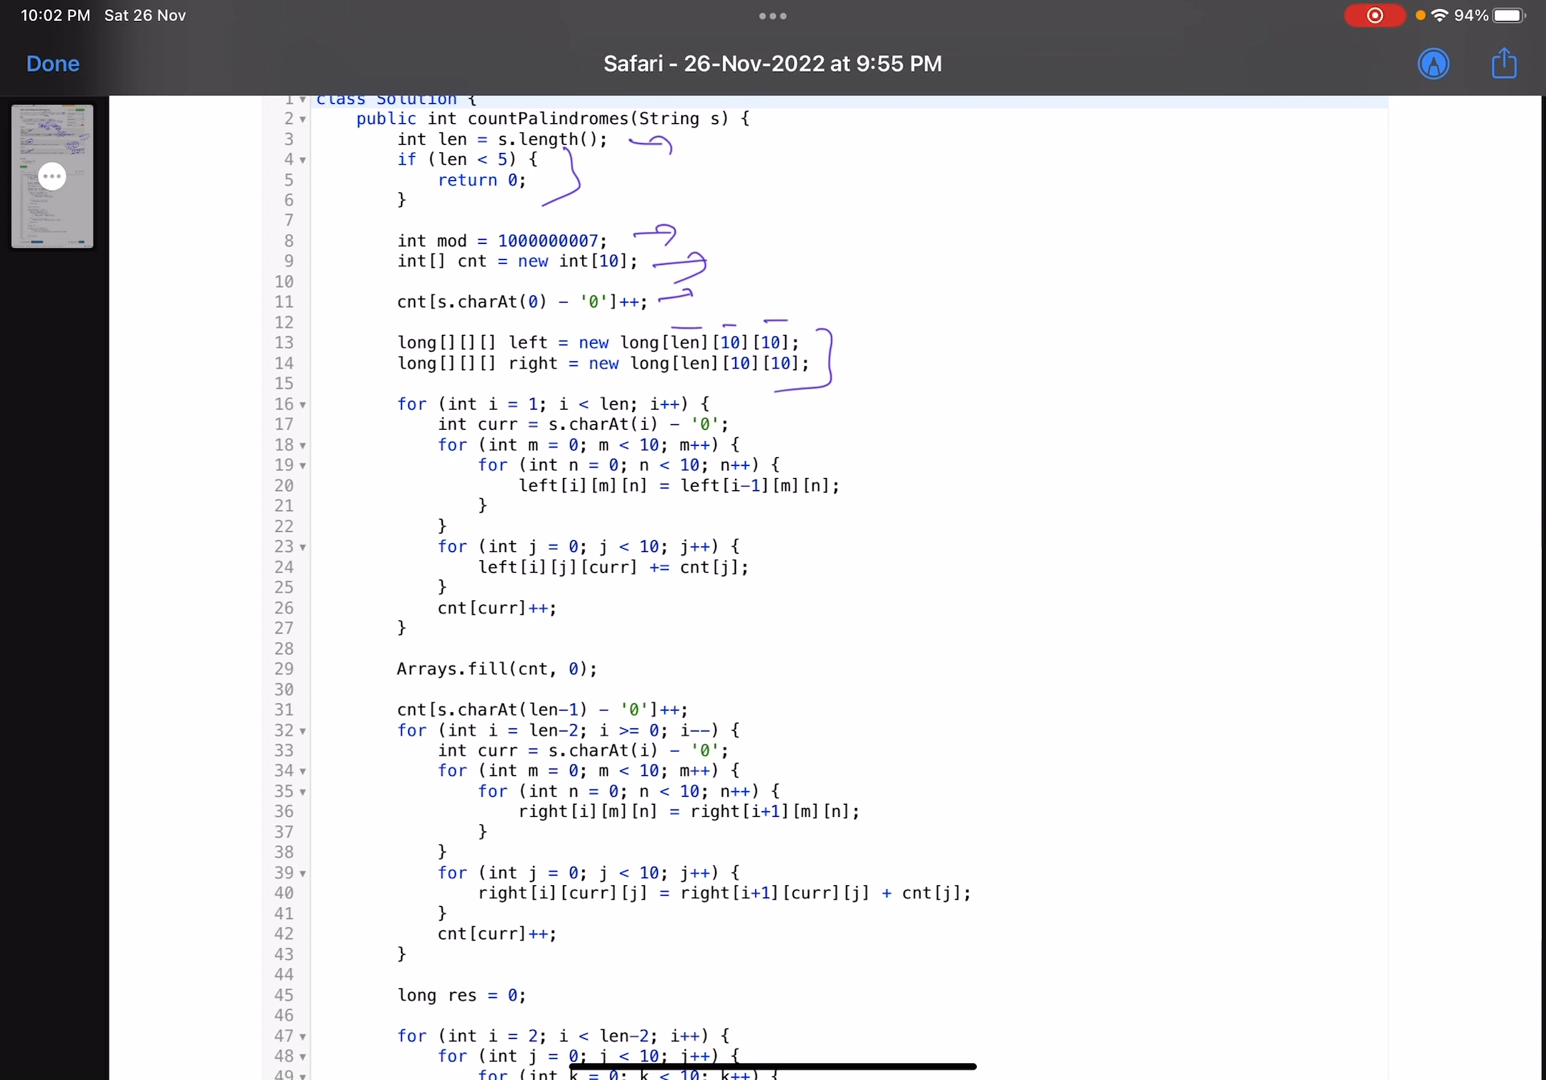 10:02 PM Sat 26 Nov
94%
Done
Safari - 26-Nov-2022 at 9:55 PM
1 class Solution {
2 public int countPalindromes(String s) {
3 int len = s.length();
4 if (len < 5) {
5 return 0;
6 }
7
8 int mod = 1000000007;
9 int[] cnt = new int[10];
10
11 cnt[s.charAt(0) - '0']++;
12
13 long[][][] left = new long[len][10][10];
14 long[][][] right = new long[len][10][10];
15
16 for (int i = 1; i < len; i++) {
17 int curr = s.charAt(i) - '0';
18 for (int m = 0; m < 10; m++) {
19 for (int n = 0; n < 10; n++) {
20 left[i][m][n] = left[i-1][m][n];
21 }
22 }
23 for (int j = 0; j < 10; j++) {
24 left[i][j][curr] += cnt[j];
25 }
26 cnt[curr]++;
27 }
28
29 Arrays.fill(cnt, 0);
30
31 cnt[s.charAt(len-1) - '0']++;
32 for (int i = len-2; i >= 0; i--) {
33 int curr = s.charAt(i) - '0';
34 for (int m = 0; m < 10; m++) {
35 for (int n = 0; n < 10; n++) {
36 right[i][m][n] = right[i+1][m][n];
37 }
38 }
39 for (int j = 0; j < 10; j++) {
40 right[i][curr][j] = right[i+1][curr][j] + cnt[j];
41 }
42 cnt[curr]++;
43 }
44
45 long res = 0;
46
47 for (int i = 2; i < len-2; i++) {
48 for (int j = 0; j < 10; j++) {
49 for (int k = 0; k < 10; k++) {